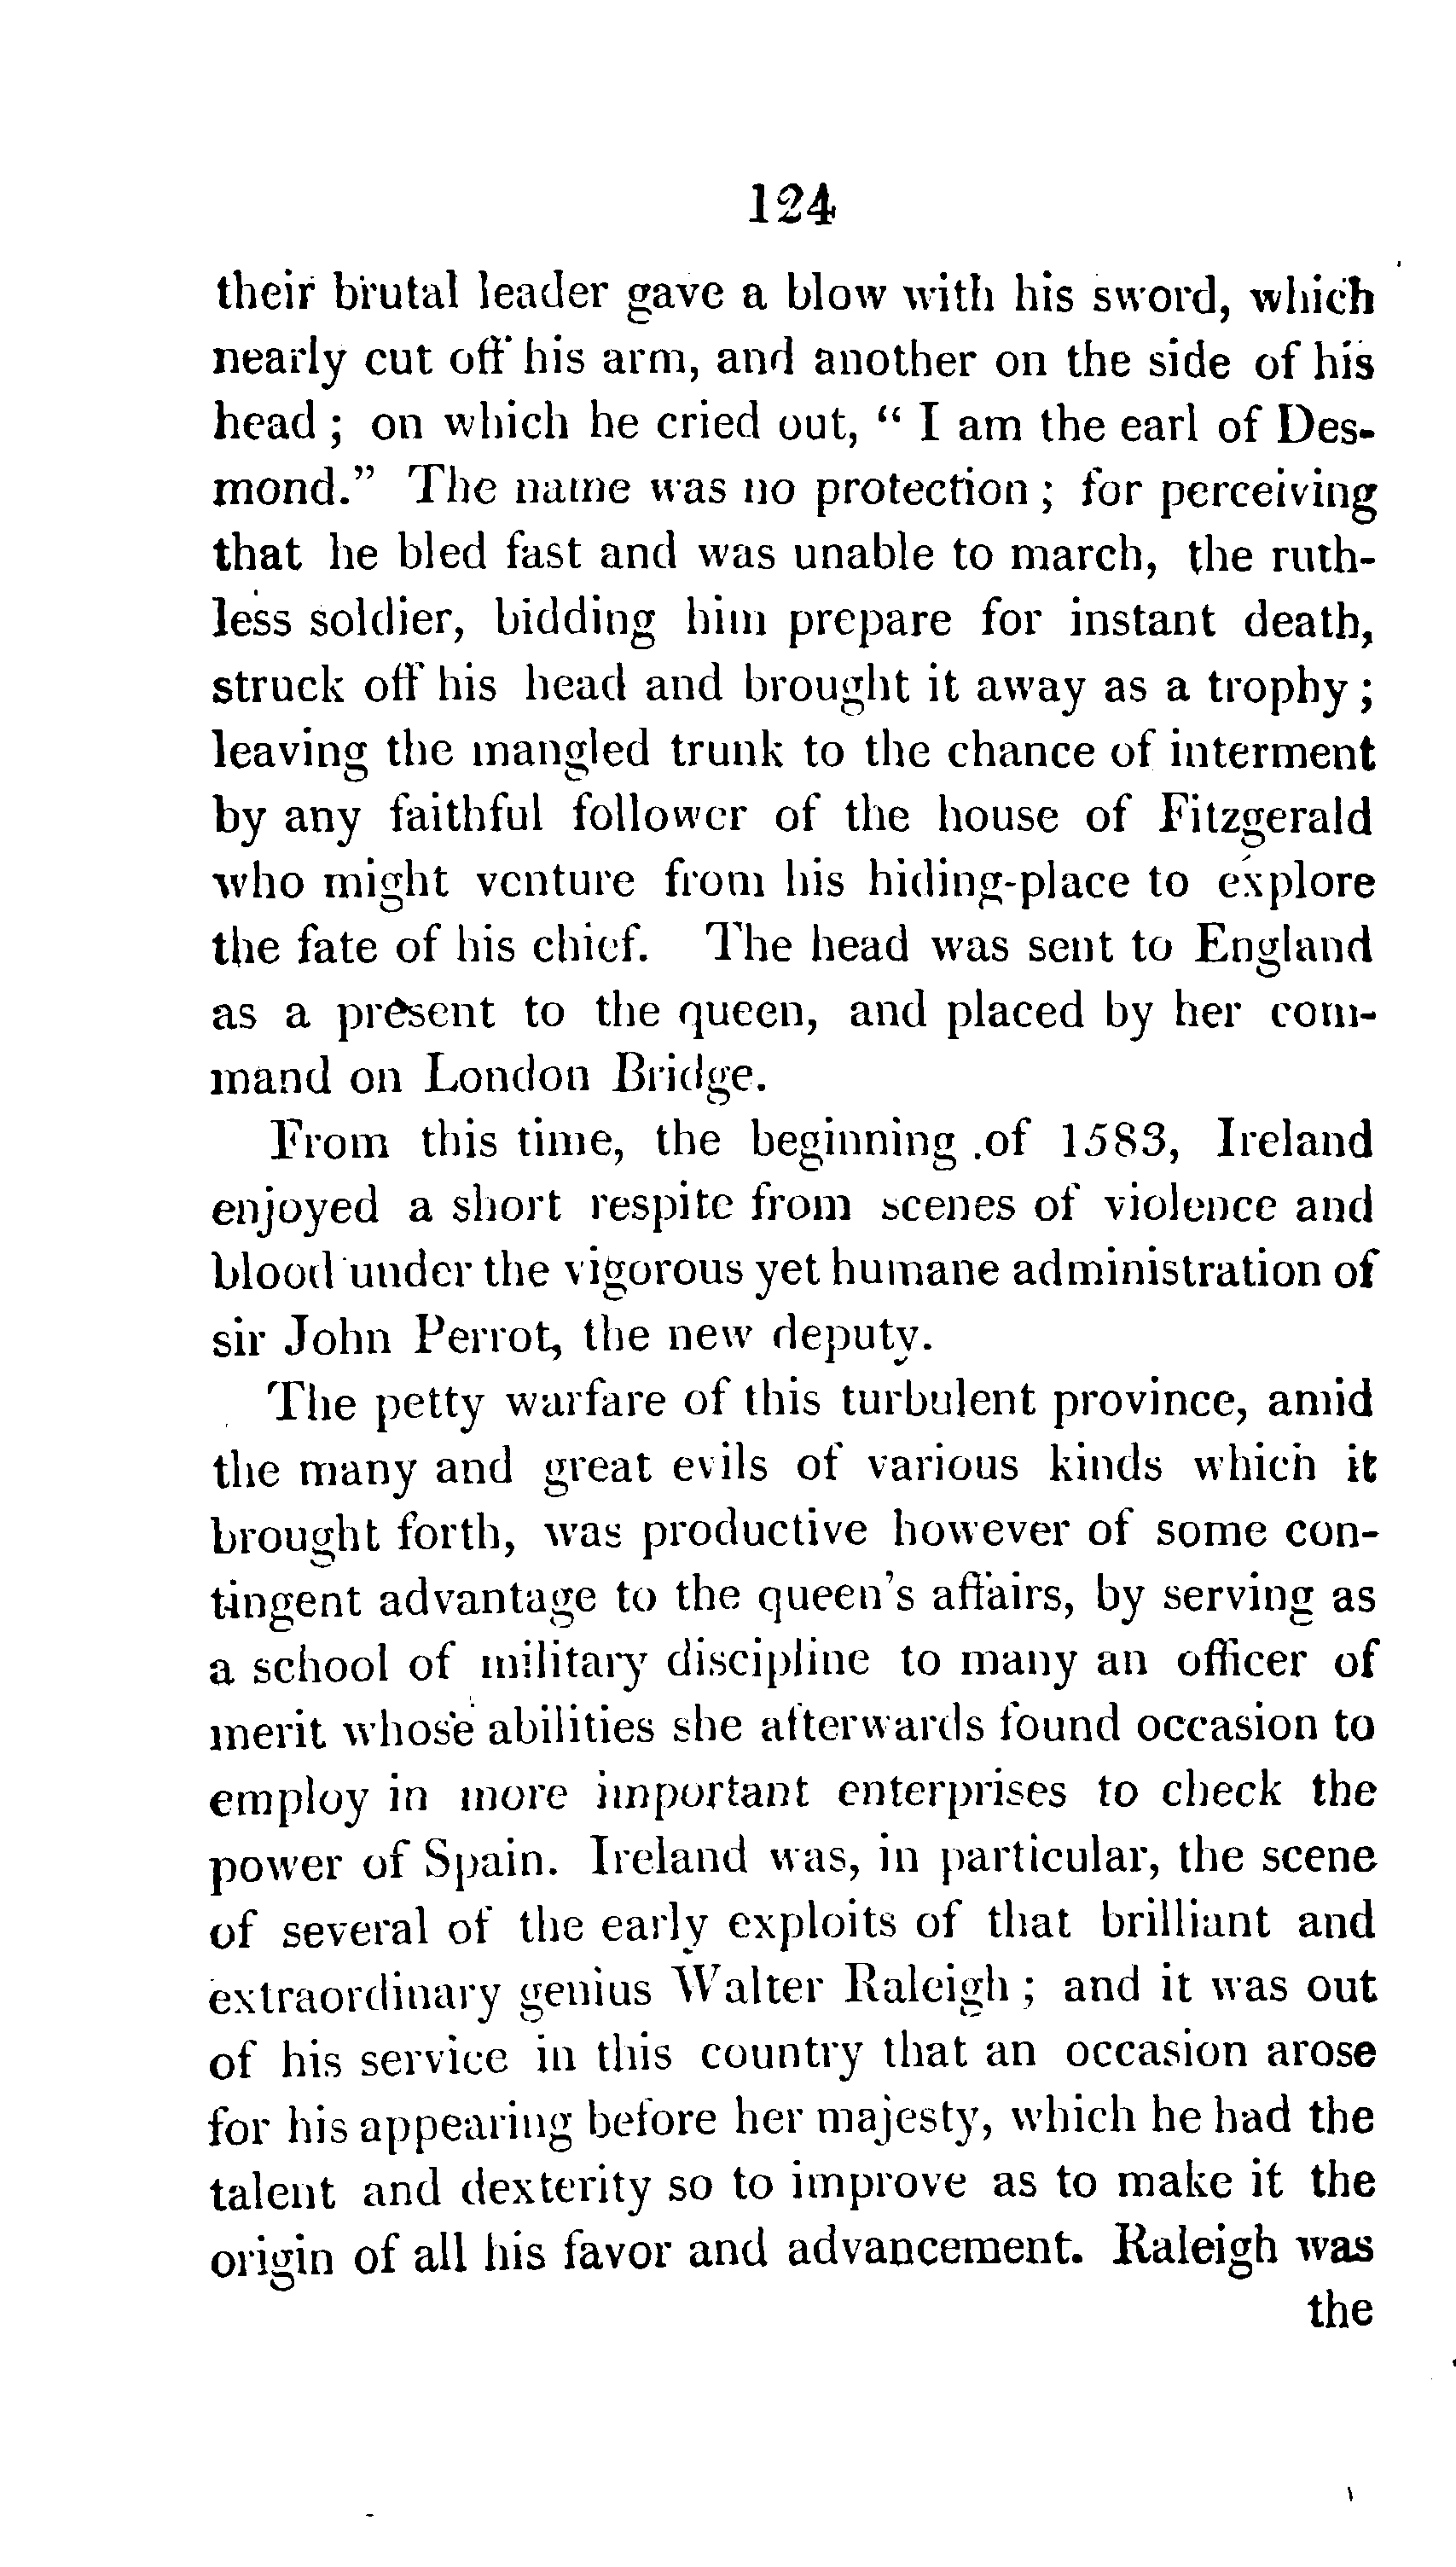 124
their brutal leader gave a blow with his sword, which
nearly cut off his arm, and another on the side of his
head ; on which he cried out, “ I am the earl of Des-
mond.” The name was no protection ; for perceiving
that he bled fast and was unable to march, the ruth-
less soldier, bidding him prepare for instant death,
struck off his head and brought it away as a trophy ;
leaving the mangled trunk to the chance of interment
by any faithful follower of the house of Fitzgerald
who might venture from his hiding-place to explore
the fate of his chief. The head was sent to England
as a present to the queen, and placed by her com-
mand on London Bridge.
From this time, the beginning of 1583, Ireland
enjoyed a short respite from scenes of violence and
blood under the vigorous yet humane administration of
sir John Perrot, the new deputy.
The petty warfare of this turbulent province, amid
the many and great evils of various kinds which it
brought forth, was productive however of some con-
tingent advantage to the queen's affairs, by serving as
a school of military discipline to many an officer of
merit whose abilities she afterwards found occasion to
employ in more important enterprises to check the
power of Spain. Ireland was, in particular, the scene
of several of the early exploits of that brilliant and
extraordinary genius Walter Raleigh ; and it was out
of his service in this country that an occasion arose
for his appearing before her majesty, which he had the
talent and dexterity so to improve as to make it the
origin of all his favor and advancement. Raleigh was
the